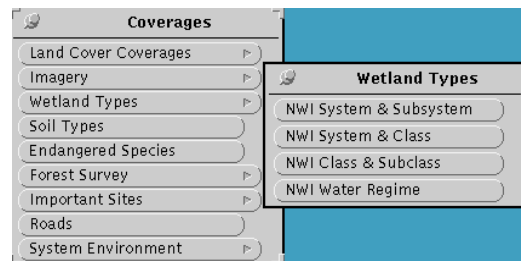 Coverages
Land Cover Coverages
Imagery
Wetland Types
Soil Types
Endangered Species
Forest Survey
Important Sites
Roads
System Environment
Wetland Types
NWI System & Subsystem
NWI System & Class
NWI Class & Subclass
NWI Water Regime